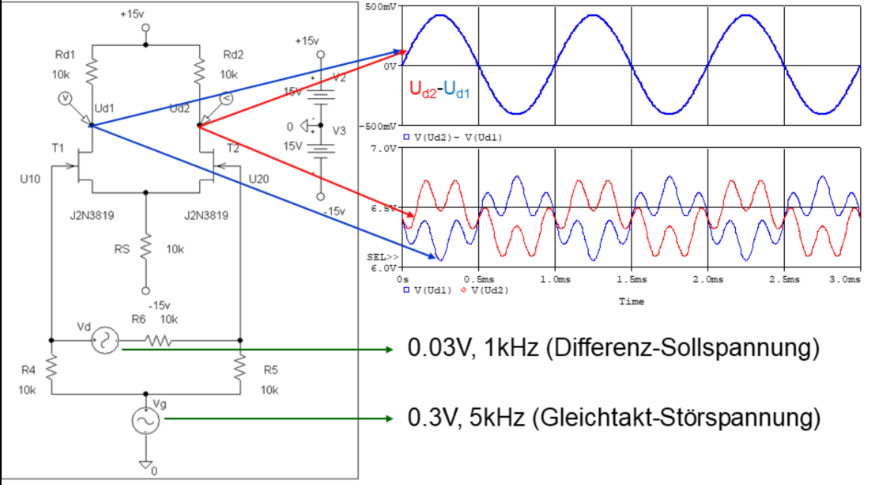 +15v
Rd1
10k
Rd2
10k
Ud1
Ud2
T1
T2
U10
U20
J2N3819
J2N3819
RS
10k
-15v
R6
10k
Vd
R4
10k
R5
10k
Vg
0
+15v
V2
15V
0
V3
15V
-15v
500mV
0V
-500mV
Ud2-Ud1
V(Ud2)- V(Ud1)
7.0V
6.5V
SEL>>
6.0V
0s 0.5ms 1.0ms 1.5ms 2.0ms 2.5ms 3.0ms
V(Ud1) V(Ud2)
Time
0.03V, 1kHz (Differenz-Sollspannung)
0.3V, 5kHz (Gleichtakt-Störspannung)